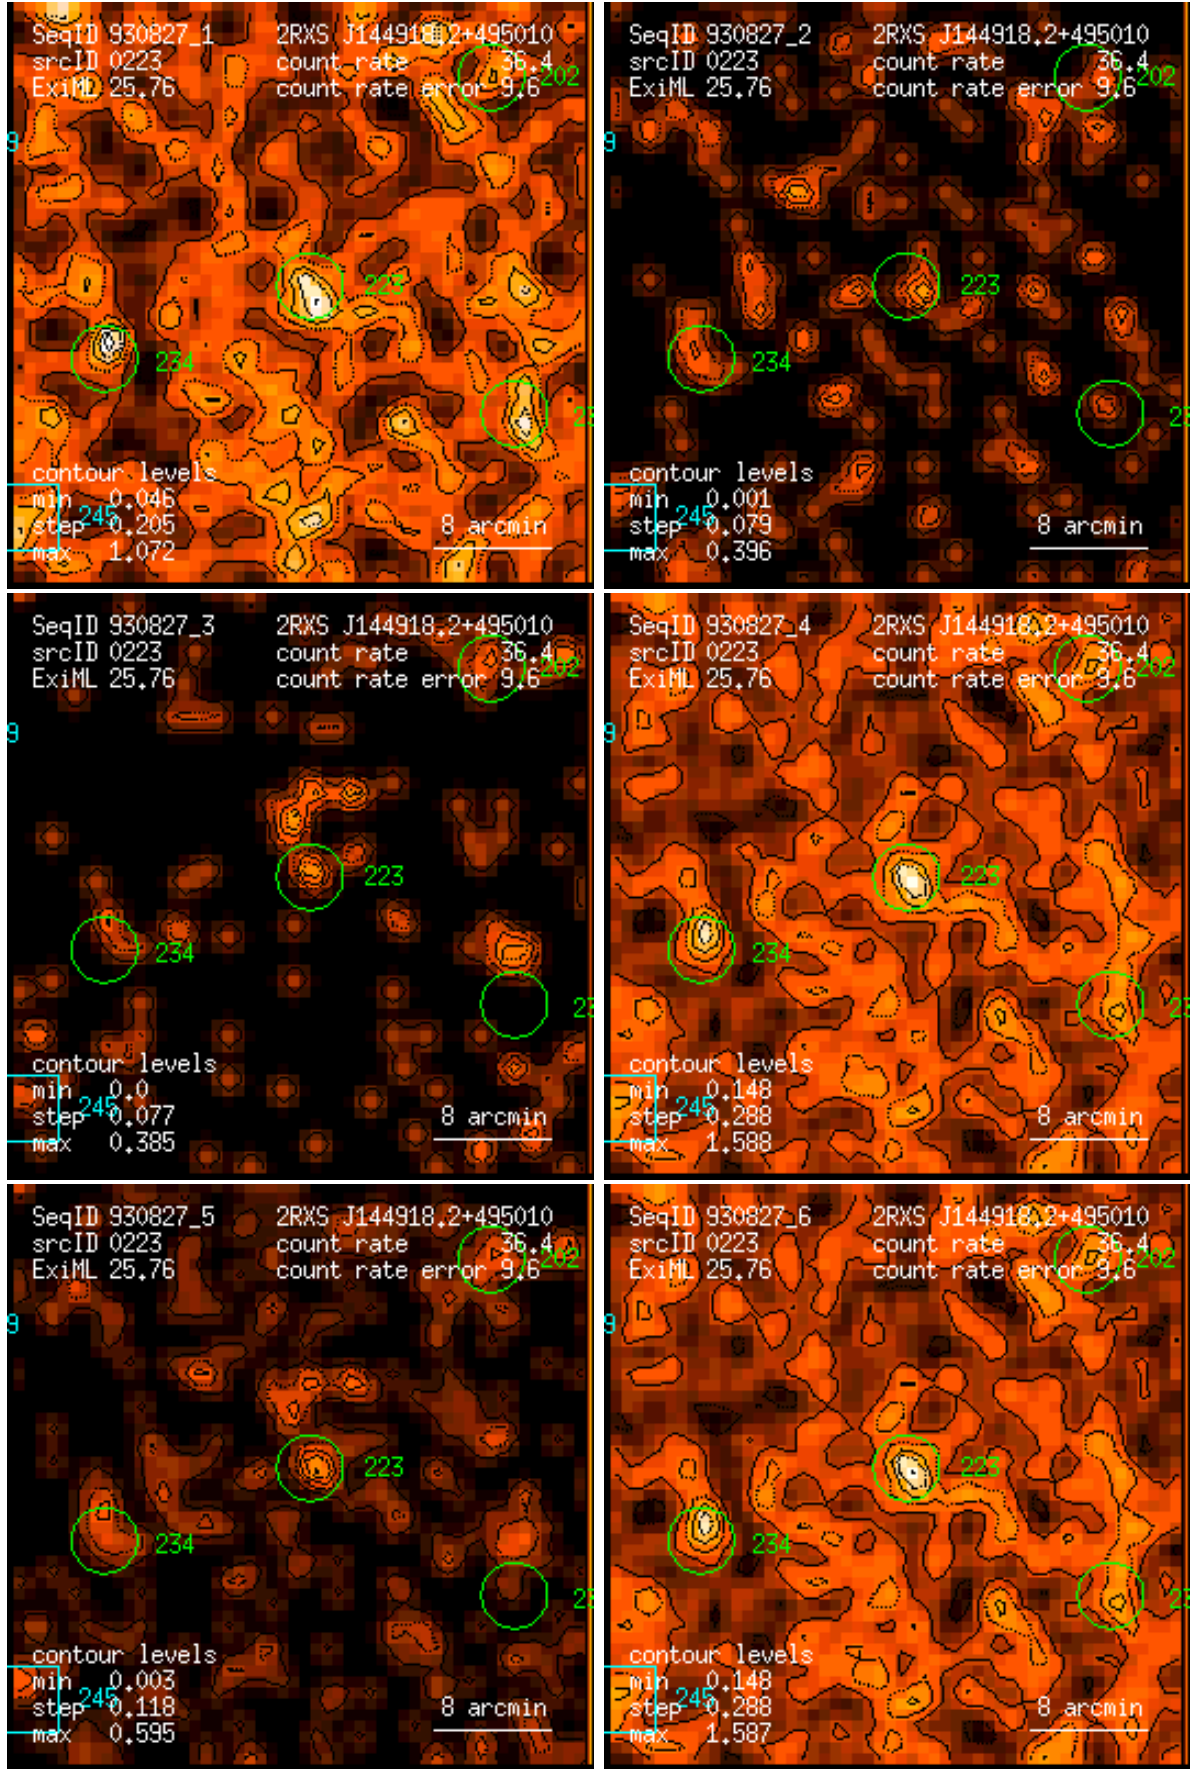 SeqID 930827_1 2RXS J144918.2+495010
srcID 0223 count rate 36.4 202
ExiML 25.76 count rate error 9.6
9
223
234
23
contour levels
min 0.046
245
step 0.205 8 arcmin
max 1.072
SeqID 930827_2 2RXS J144918.2+495010
srcID 0223 count rate 36.4 202
ExiML 25.76 count rate error 9.6
9
223
234
23
contour levels
min 0.001
245
step 0.079 8 arcmin
max 0.396
SeqID 930827_3 2RXS J144918.2+495010
srcID 0223 count rate 36.4 202
ExiML 25.76 count rate error 9.6
9
223
234
23
contour levels
min 0.0
245
step 0.077 8 arcmin
max 0.385
SeqID 930827_4 2RXS J144918.2+495010
srcID 0223 count rate 36.4 202
ExiML 25.76 count rate error 9.6
9
223
234
23
contour levels
min 0.148
245
step 0.288 8 arcmin
max 1.588
SeqID 930827_5 2RXS J144918.2+495010
srcID 0223 count rate 36.4 202
ExiML 25.76 count rate error 9.6
9
223
234
23
contour levels
min 0.003
245
step 0.118 8 arcmin
max 0.595
SeqID 930827_6 2RXS J144918.2+495010
srcID 0223 count rate 36.4 202
ExiML 25.76 count rate error 9.6
9
223
234
23
contour levels
min 0.148
245
step 0.288 8 arcmin
max 1.587